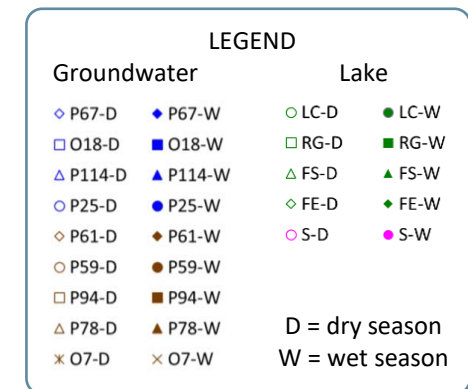 LEGEND
Groundwater Lake
P67-D P67-W LC-D LC-W
O18-D O18-W RG-D RG-W
P114-D P114-W FS-D FS-W
P25-D P25-W FE-D FE-W
P61-D P61-W S-D S-W
P59-D P59-W
P94-D P94-W
P78-D P78-W D = dry season
O7-D O7-W W = wet season